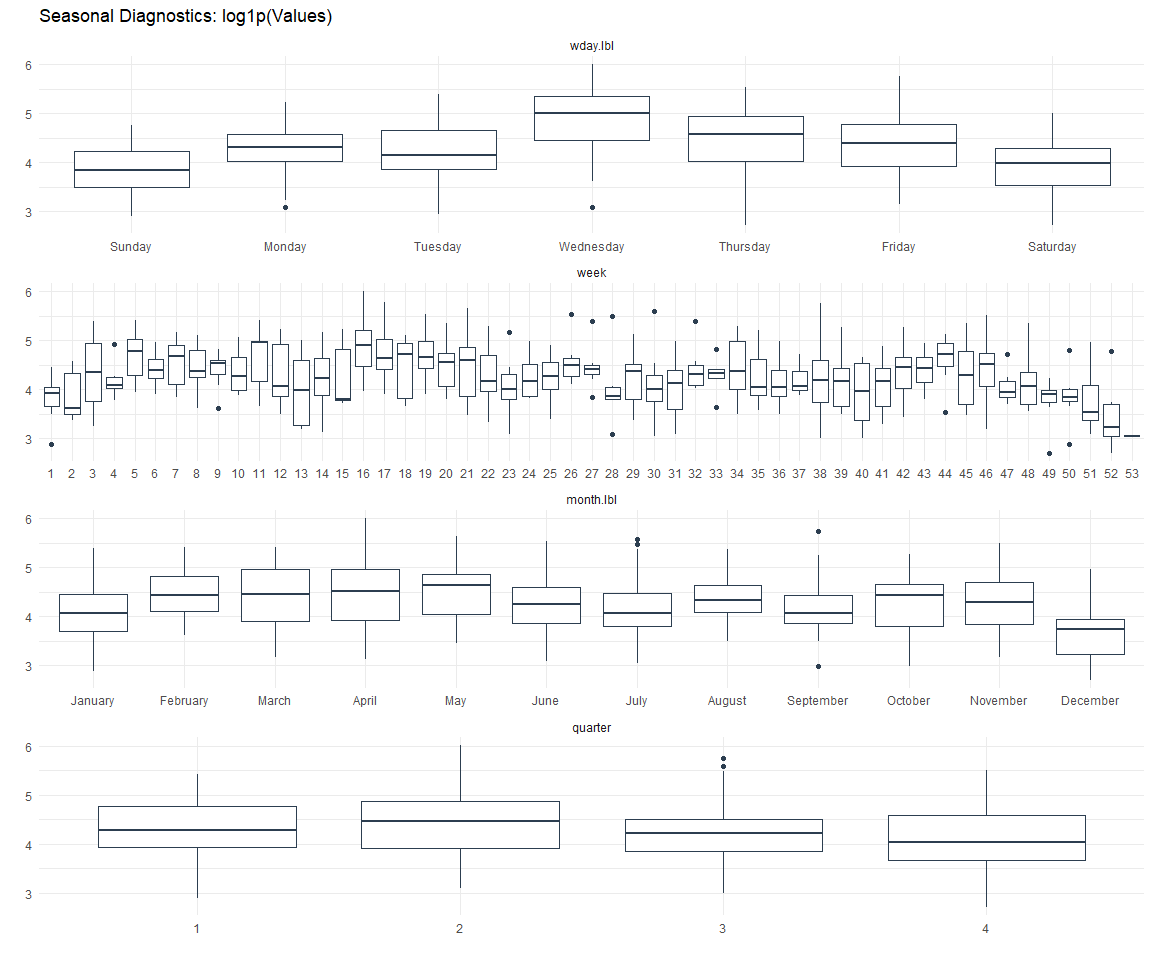 Seasonal Diagnostics: log1p(Values)
wday.lbl
6
5
4
3
Sunday Monday Tuesday Wednesday Thursday Friday Saturday
week
6
5
4
3
1 2 3 4 5 6 7 8 9 10 11 12 13 14 15 16 17 18 19 20 21 22 23 24 25 26 27 28 29 30 31 32 33 34 35 36 37 38 39 40 41 42 43 44 45 46 47 48 49 50 51 52 53
month.lbl
6
5
4
3
January February March April May June July August September October November December
quarter
6
5
4
3
1 2 3 4